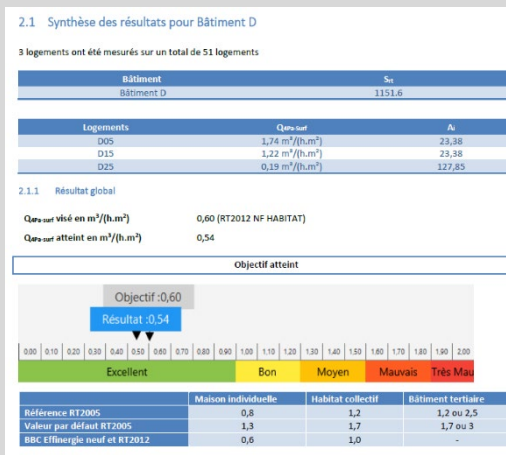 2.1 Synthèse des résultats pour Bâtiment D
3 logements ont été mesurés sur un total de 51 logements
Bâtiment Srt
Bâtiment D 1151.6
Logements Q4Pa-Surf Ai
D05 1,74 m³/(h.m²) 23,38
D15 1,22 m³/(h.m²) 23,38
D25 0,19 m³/(h.m²) 127,85
2.1.1 Résultat global
Q4Pa-surf visé en m³/(h.m²) 0,60 (RT2012 NF HABITAT)
Q4Pa-surf atteint en m³/(h.m²) 0,54
Objectif atteint
Objectif :0,60
Résultat :0,54
0.00 0,10 0,20 0,30 0,40 0,50 0,60 0,70 0,80 0,90 1,00 1,10 1,20 1,30 1,40 1,50 1,60 1,70 1,80 1,90 2,00
Excellent Bon Moyen Mauvais Très Mau
Maison individuelle Habitat collectif Bâtiment tertiaire
Référence RT2005 0,8 1,2 1,2 ou 2,5
Valeur par défaut RT2005 1,3 1,7 1,7 ou 3
BBC Effinergie neuf et RT2012 0,6 1,0 -